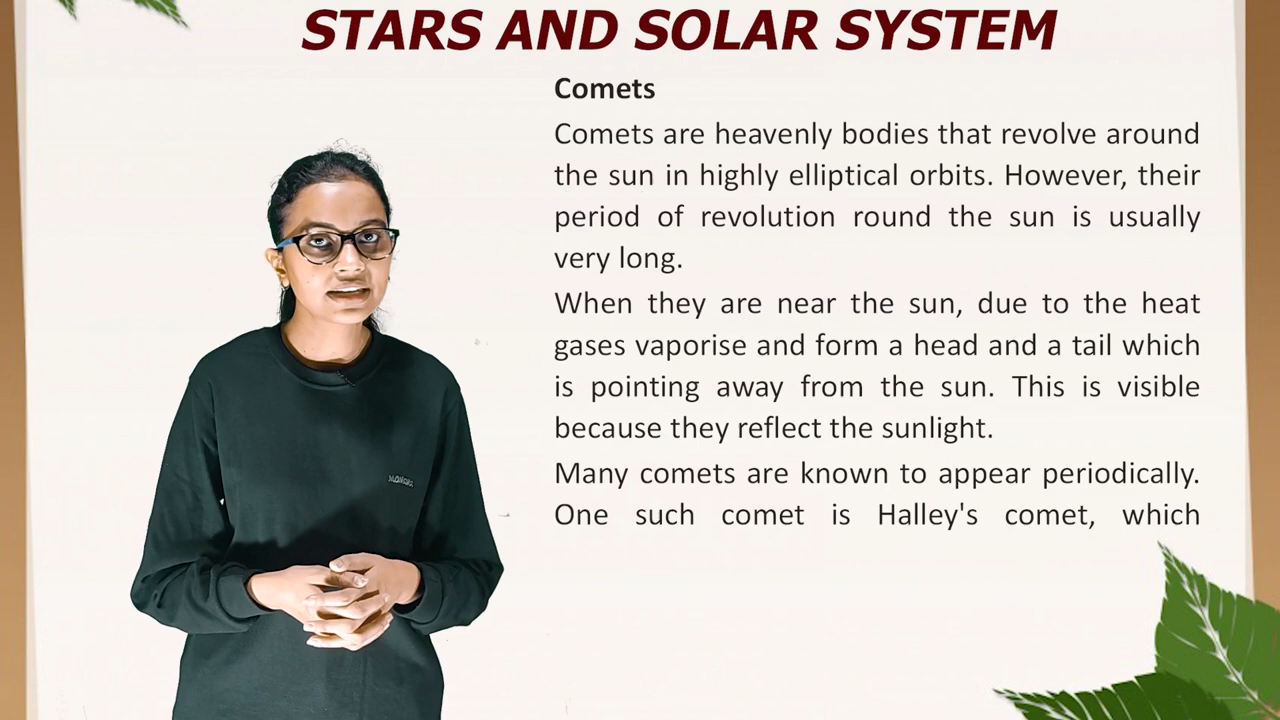 STARS AND SOLAR SYSTEM
Comets
Comets are heavenly bodies that revolve around
the sun in highly elliptical orbits. However, their
period of revolution round the sun is usually
very long.
When they are near the sun, due to the heat
gases vaporise and form a head and a tail which
is pointing away from the sun. This is visible
because they reflect the sunlight.
Many comets are known to appear periodically.
One such comet is Halley's comet, which